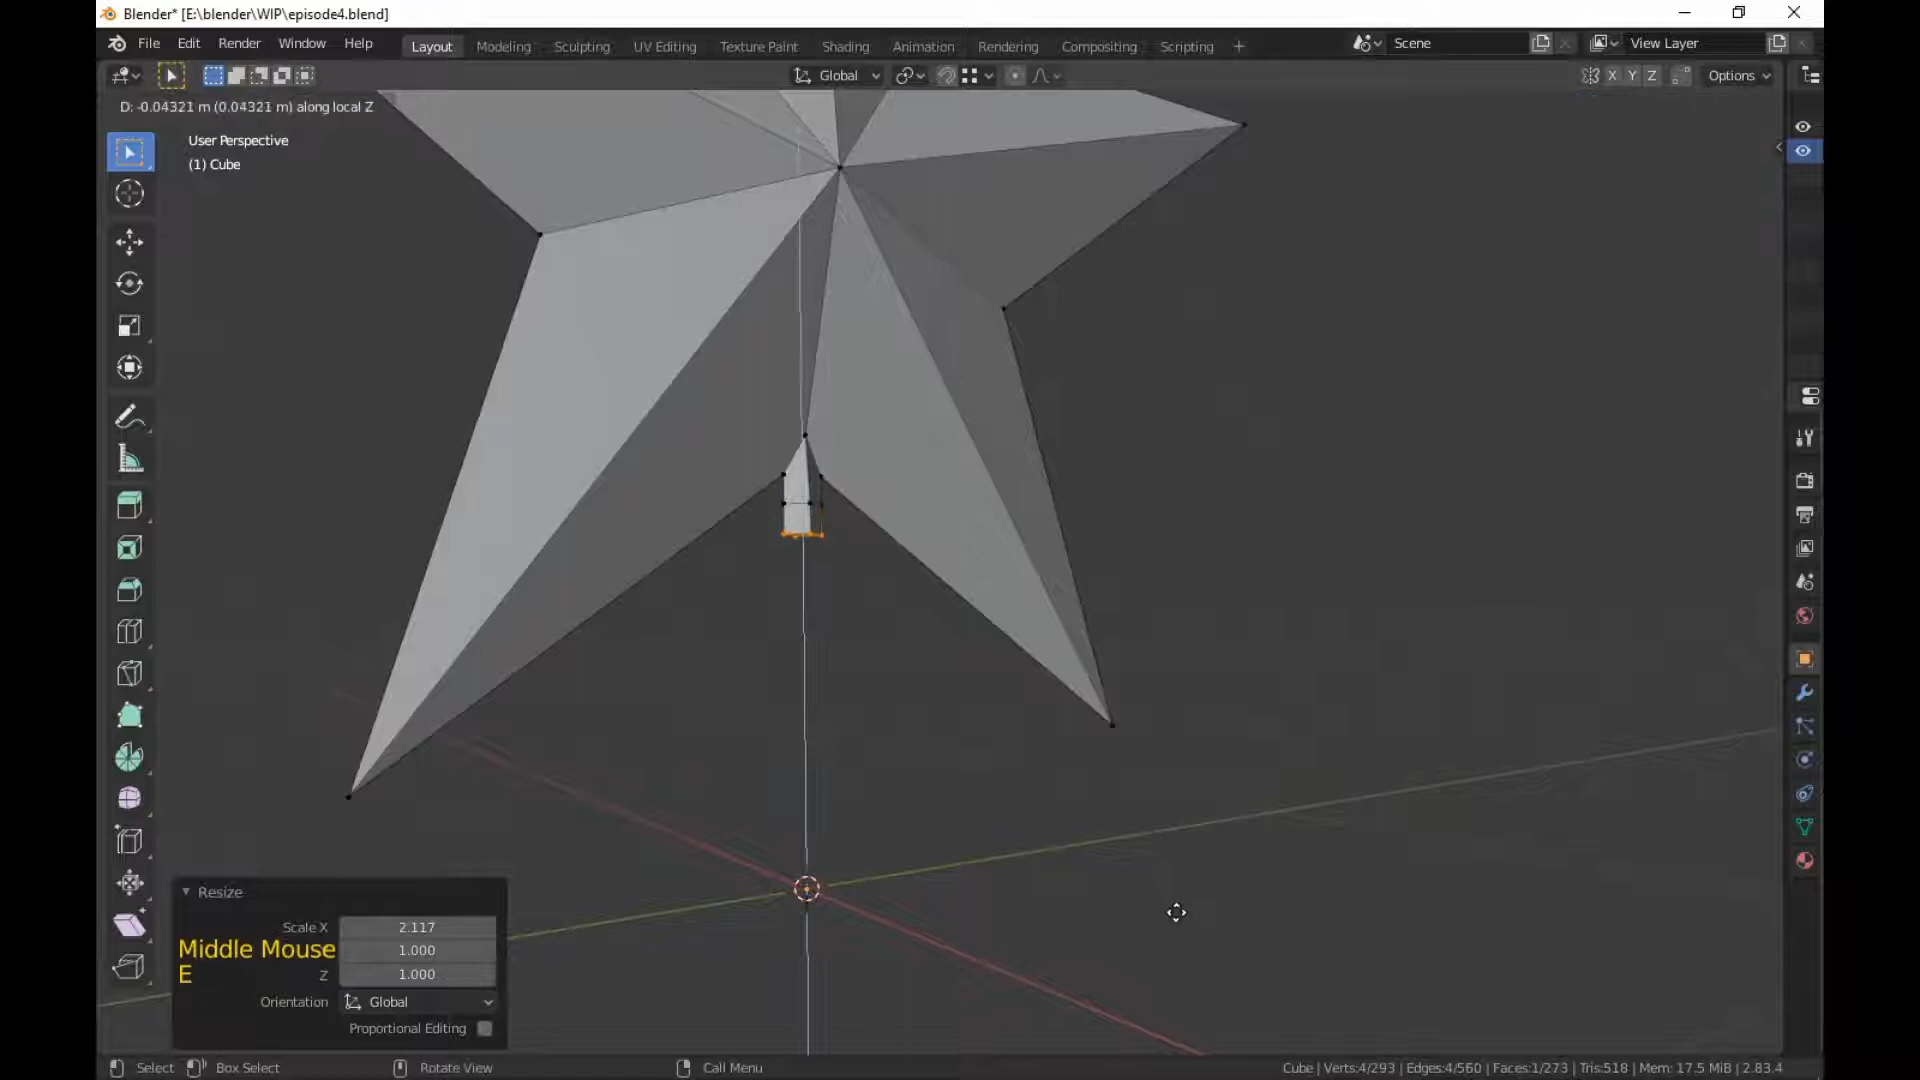 Blender* [E:\blender\WIP\episode4.blend]
File Edit Render Window Help Layout Modeling Sculpting UV Editing Texture Paint Shading Animation Rendering Compositing Scripting + Scene View Layer
Global X Y Z Options
D: -0.04321 m (0.04321 m) along local Z
User Perspective
(1) Cube
Resize
Scale X 2.117
Middle Mouse 1.000
E Z 1.000
Orientation Global
Proportional Editing
Select Box Select Rotate View Call Menu Cube | Verts:4/293 | Edges:4/560 | Faces:1/273 | Tris:518 | Mem: 17.5 MiB | 2.83.4